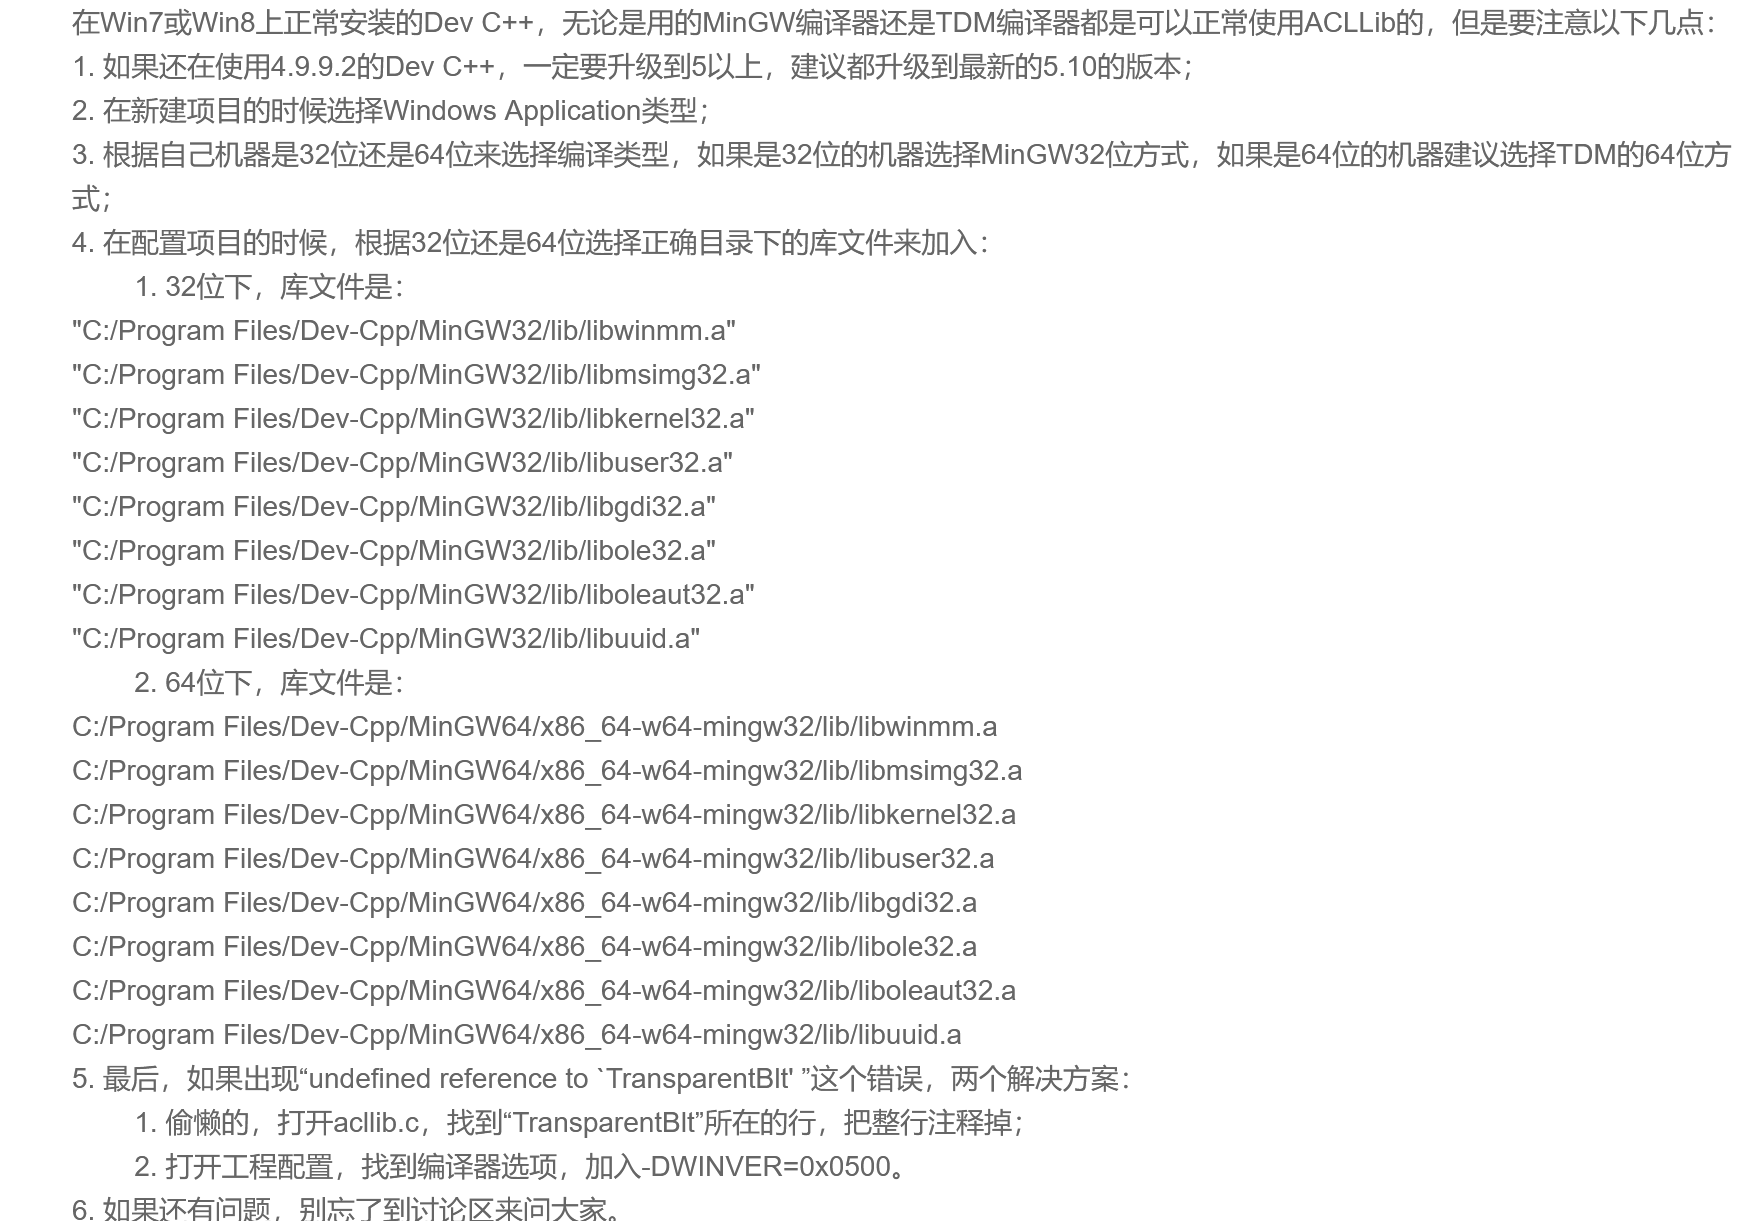 在Win7或Win8上正常安装的Dev C++，无论是用的MinGW编译器还是TDM编译器都是可以正常使用ACLLib的，但是要注意以下几点：
1. 如果还在使用4.9.9.2的Dev C++，一定要升级到5以上，建议都升级到最新的5.10的版本；
2. 在新建项目的时候选择Windows Application类型；
3. 根据自己机器是32位还是64位来选择编译类型，如果是32位的机器选择MinGW32位方式，如果是64位的机器建议选择TDM的64位方
式；
4. 在配置项目的时候，根据32位还是64位选择正确目录下的库文件来加入：
1. 32位下，库文件是：
"C:/Program Files/Dev-Cpp/MinGW32/lib/libwinmm.a"
"C:/Program Files/Dev-Cpp/MinGW32/lib/libmsimg32.a"
"C:/Program Files/Dev-Cpp/MinGW32/lib/libkernel32.a"
"C:/Program Files/Dev-Cpp/MinGW32/lib/libuser32.a"
"C:/Program Files/Dev-Cpp/MinGW32/lib/libgdi32.a"
"C:/Program Files/Dev-Cpp/MinGW32/lib/libole32.a"
"C:/Program Files/Dev-Cpp/MinGW32/lib/liboleaut32.a"
"C:/Program Files/Dev-Cpp/MinGW32/lib/libuuid.a"
2. 64位下，库文件是：
C:/Program Files/Dev-Cpp/MinGW64/x86_64-w64-mingw32/lib/libwinmm.a
C:/Program Files/Dev-Cpp/MinGW64/x86_64-w64-mingw32/lib/libmsimg32.a
C:/Program Files/Dev-Cpp/MinGW64/x86_64-w64-mingw32/lib/libkernel32.a
C:/Program Files/Dev-Cpp/MinGW64/x86_64-w64-mingw32/lib/libuser32.a
C:/Program Files/Dev-Cpp/MinGW64/x86_64-w64-mingw32/lib/libgdi32.a
C:/Program Files/Dev-Cpp/MinGW64/x86_64-w64-mingw32/lib/libole32.a
C:/Program Files/Dev-Cpp/MinGW64/x86_64-w64-mingw32/lib/liboleaut32.a
C:/Program Files/Dev-Cpp/MinGW64/x86_64-w64-mingw32/lib/libuuid.a
5. 最后，如果出现“undefined reference to `TransparentBlt' ”这个错误，两个解决方案：
1. 偷懒的，打开acllib.c，找到“TransparentBlt”所在的行，把整行注释掉；
2. 打开工程配置，找到编译器选项，加入-DWINVER=0x0500。
6. 如果还有问题，别忘了到讨论区来问大家。